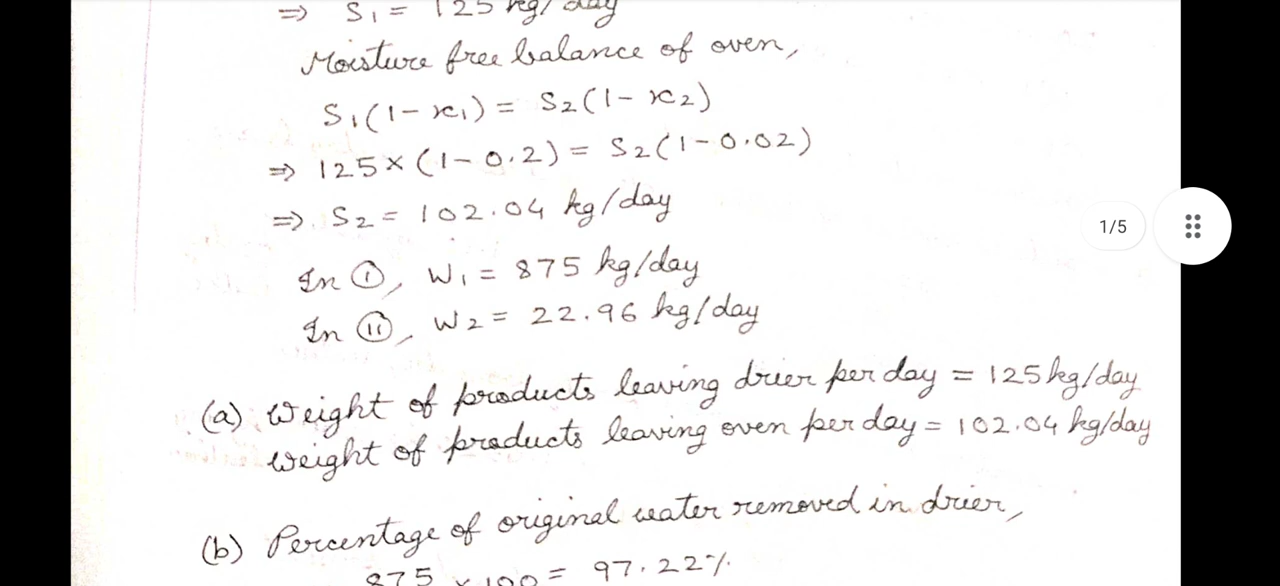 ⇒ S₁ = 125 kg/day
Moisture free balance of oven,
S₁(1-x₁) = S₂(1-x₂)
⇒ 125×(1-0.2) = S₂(1-0.02)
⇒ S₂ = 102.04 kg/day
In Ⓘ, W₁ = 875 kg/day
In ⑪, W₂ = 22.96 kg/day
(a) Weight of products leaving drier per day = 125 kg/day
Weight of products leaving oven per day = 102.04 kg/day
(b) Percentage of original water removed in drier,
875 × 100 = 97.22%
1/5